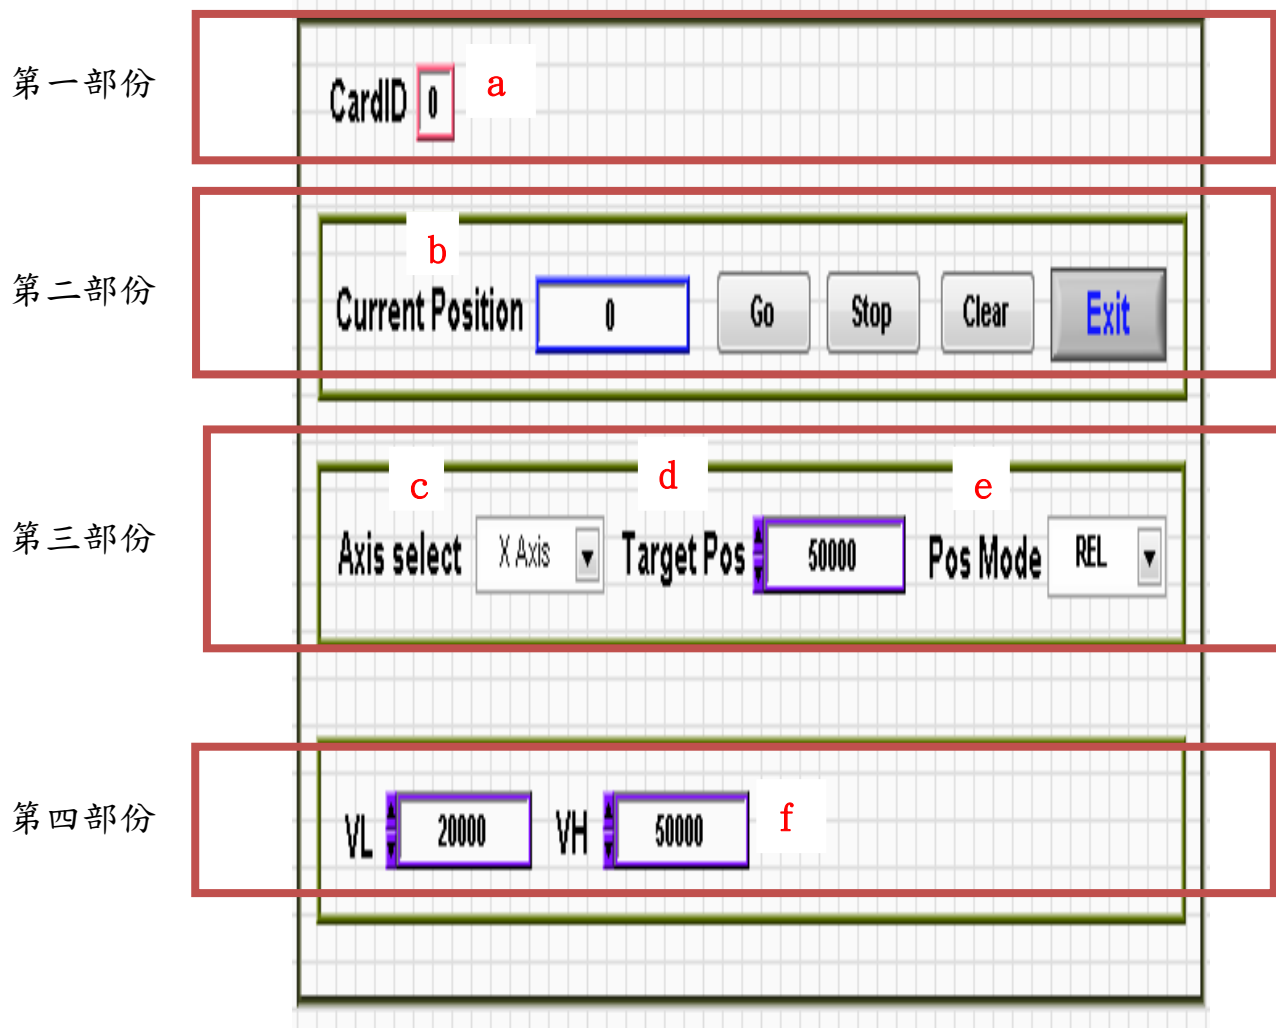 第一部份
CardID 0 a
第二部份
b
Current Position 0 Go Stop Clear Exit
第三部份
c d e
Axis select X Axis Target Pos 50000 Pos Mode REL
第四部份
VL 20000 VH 50000 f